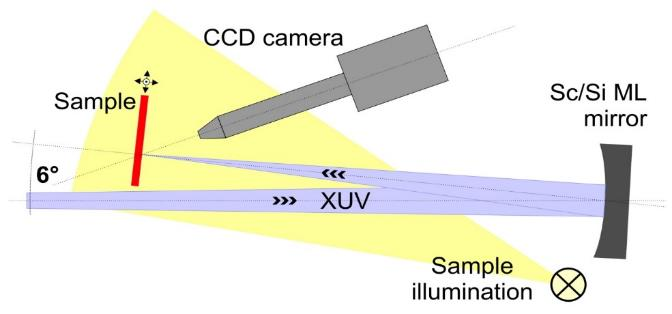 CCD camera
Sc/Si ML
mirror
Sample
6°
XUV
Sample
illumination